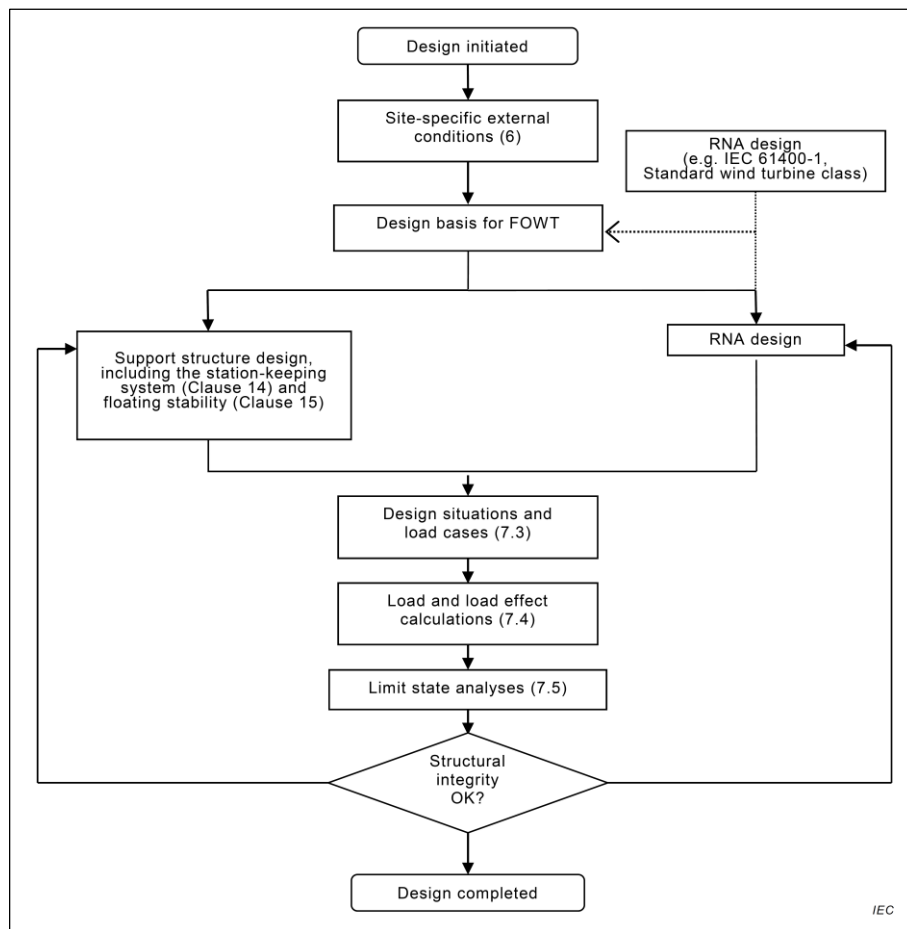 Design initiated
Site-specific external
conditions (6)
RNA design
(e.g. IEC 61400-1,
Standard wind turbine class)
Design basis for FOWT
Support structure design,
including the station-keeping
system (Clause 14) and
floating stability (Clause 15)
RNA design
Design situations and
load cases (7.3)
Load and load effect
calculations (7.4)
Limit state analyses (7.5)
Structural
integrity
OK?
Design completed
IEC